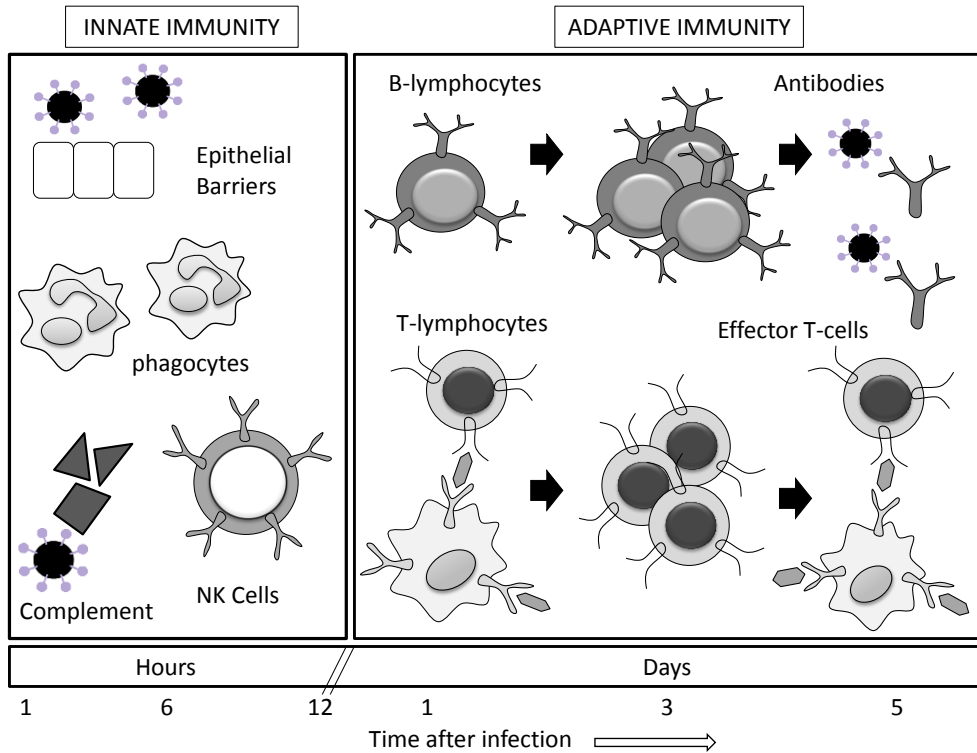 INNATE IMMUNITY
ADAPTIVE IMMUNITY
Epithelial
Barriers
phagocytes
Complement
NK Cells
B-lymphocytes
Antibodies
T-lymphocytes
Effector T-cells
Hours
Days
1 6 12 1 3 5
Time after infection